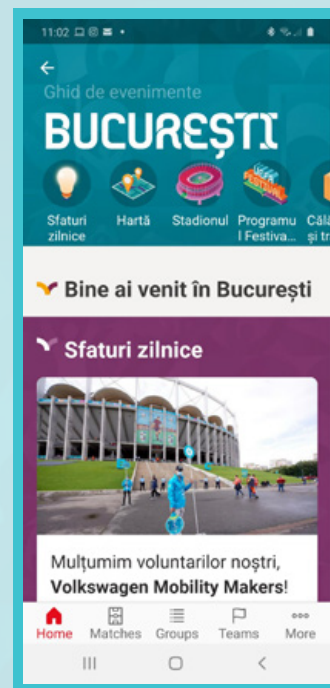 11:02
Ghid de evenimente
BUCUREȘTI
Sfaturi zilnice
Hartă
Stadionul
Programu
l Festiva...
Bine ai venit în București
Sfaturi zilnice
Mulțumim voluntarilor noștri,
Volkswagen Mobility Makers!
Home Matches Groups Teams More